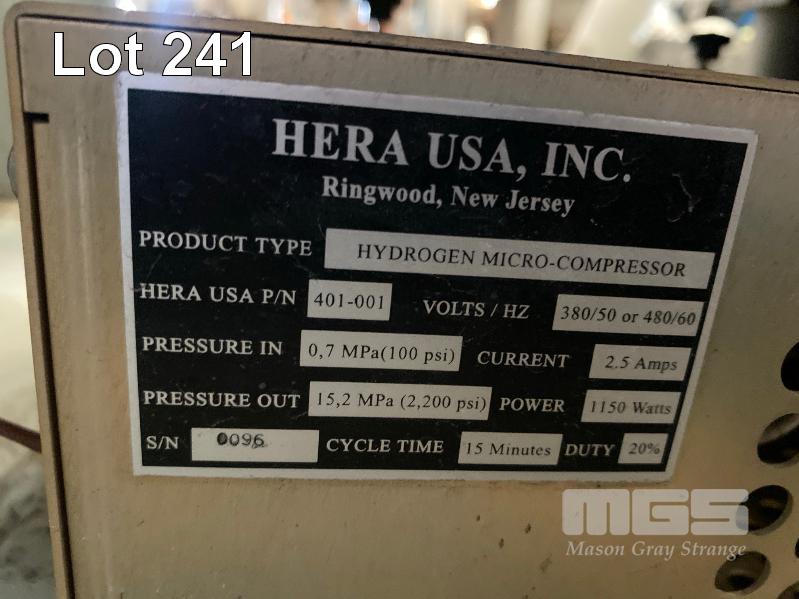 Lot 241
HERA USA, INC.
Ringwood, New Jersey
PRODUCT TYPE HYDROGEN MICRO-COMPRESSOR
HERA USA P/N 401-001 VOLTS / HZ 380/50 or 480/60
PRESSURE IN 0,7 MPa(100 psi) CURRENT 2.5 Amps
PRESSURE OUT 15,2 MPa (2,200 psi) POWER 1150 Watts
S/N 0096 CYCLE TIME 15 Minutes DUTY 20%
MGS
Mason Gray Strange